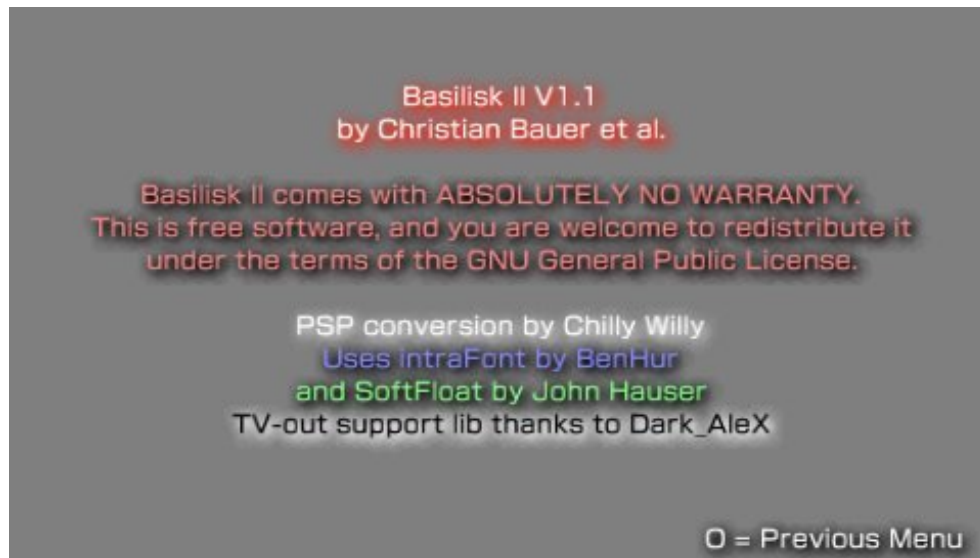 Basilisk II V1.1
by Christian Bauer et al.
Basilisk II comes with ABSOLUTELY NO WARRANTY.
This is free software, and you are welcome to redistribute it
under the terms of the GNU General Public License.
PSP conversion by Chilly Willy
Uses intraFont by BenHur
and SoftFloat by John Hauser
TV-out support lib thanks to Dark_AleX
O = Previous Menu